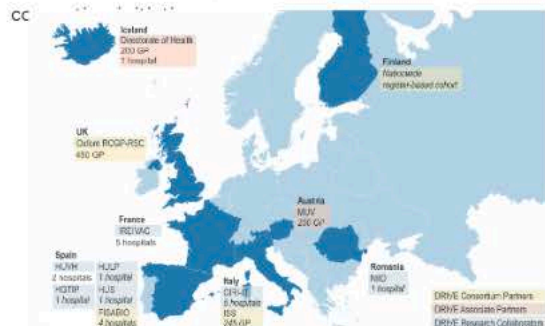 CC
Iceland
Directorate of Health
200 GP
1 hospital
Finland
Nationwide
register-based cohort
UK
Oxford RCGP-RSC
450 GP
Austria
MUV
230 GP
France
IREIVAC
5 hospitals
Spain
HUVH
2 hospitals
HGTIP
1 hospital
HULP
1 hospital
HUS
1 hospital
FISABIO
4 hospitals
Italy
CIRI-IT
6 hospitals
ISS
245 GP
Romania
NIID
1 hospital
DRIVE Consortium Partners
DRIVE Associate Partners
DRIVE Research Collaborators